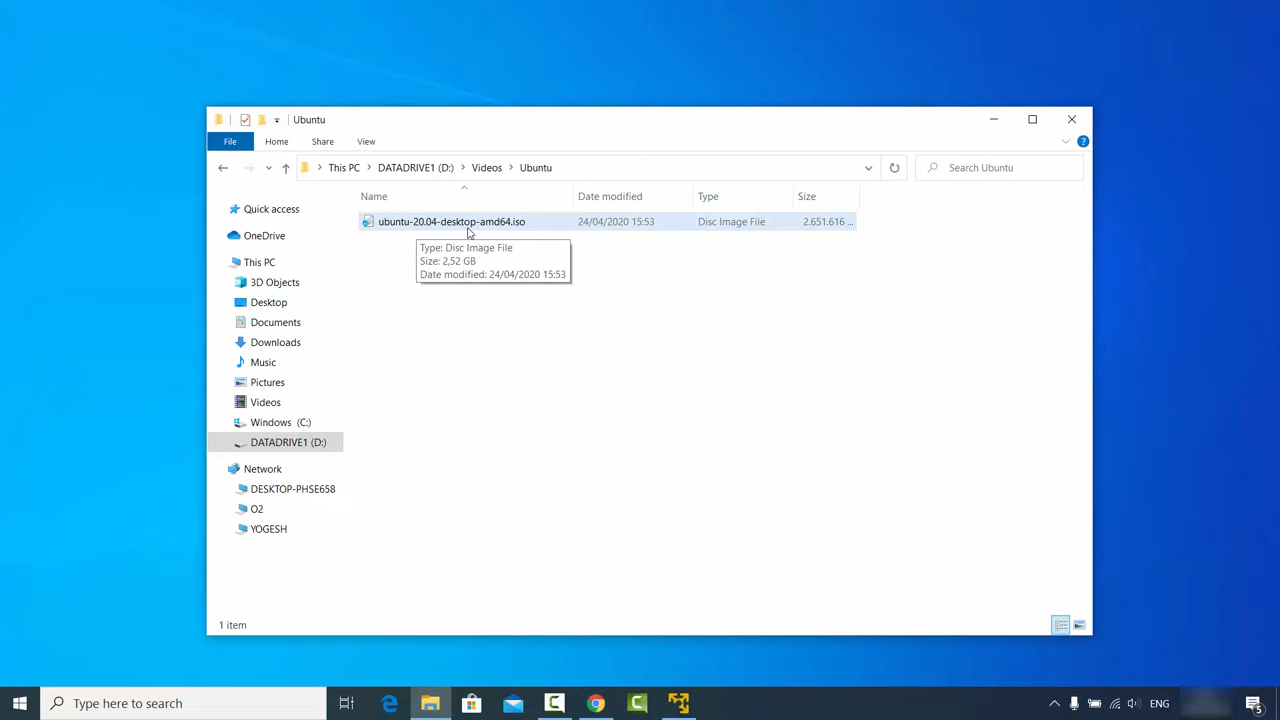 Ubuntu
File Home Share View
This PC DATADRIVE1 (D:) Videos Ubuntu Search Ubuntu
Name Date modified Type Size
ubuntu-20.04-desktop-amd64.iso 24/04/2020 15:53 Disc Image File 2.651.616 ...
Type: Disc Image File
Size: 2,52 GB
Date modified: 24/04/2020 15:53
Quick access
OneDrive
This PC
3D Objects
Desktop
Documents
Downloads
Music
Pictures
Videos
Windows (C:)
DATADRIVE1 (D:)
Network
DESKTOP-PHSE658
O2
YOGESH
1 item
Type here to search ENG 5